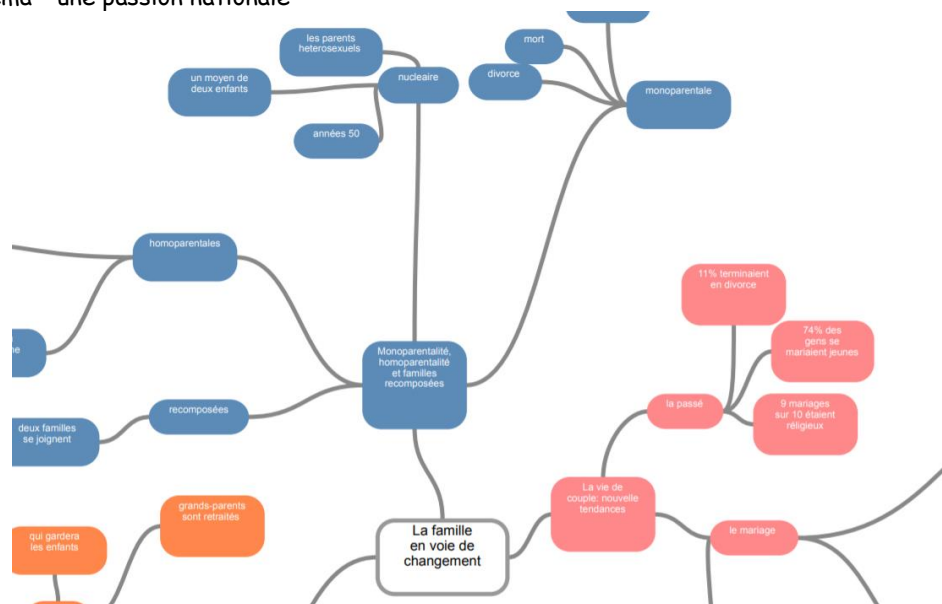 une passion nationale
les parents
heterosexuels
mort
un moyen de
deux enfants
nucleaire
divorce
monoparentale
années 50
homoparentales
11% terminaient
en divorce
74% des
gens se
mariaient jeunes
Monoparentalité,
homoparentalité
et familles
recomposées
recomposées
la passé
9 mariages
sur 10 étaient
réligieux
deux familles
se joignent
La vie de
couple: nouvelle
tendances
grands-parents
sont retraités
qui gardera
les enfants
La famille
en voie de
changement
le mariage